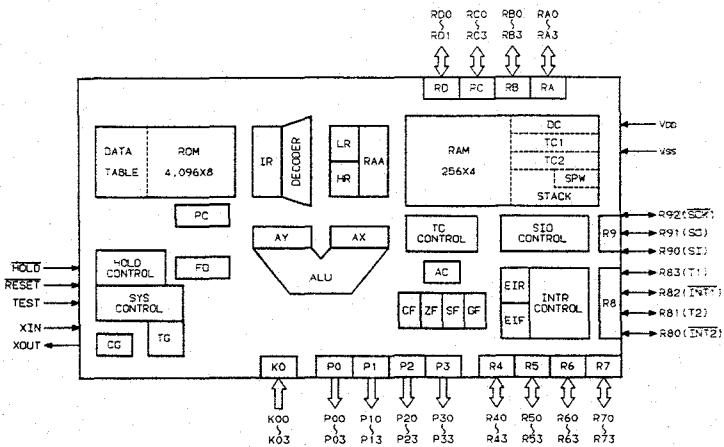 RD0 RC0 RB0 RA0
RD1 RC3 RB3 RA3
RD RC RB RA
DATA TABLE
ROM 4,096X8
IR
DECODER
LR
HR
RAA
RAM 256X4
DC
TC1
TC2
SPW
STACK
VDD
VSS
PC
AY AX
ALU
TC CONTROL
SIO CONTROL
R9
R92(SCK)
R91(SO)
R90(SI)
HOLD
RESET
TEST
XIN
XOUT
HOLD CONTROL
FD
SYS CONTROL
CG
TG
AC
CF ZF SF GF
EIR
EIF
INTR CONTROL
R8
R83(T1)
R82(INT1)
R81(T2)
R80(INT2)
K0 P0 P1 P2 P3 R4 R5 R6 R7
K00 P00 P10 P20 P30 R40 R50 R60 R70
K03 P03 P13 P23 P33 R43 R53 R63 R73